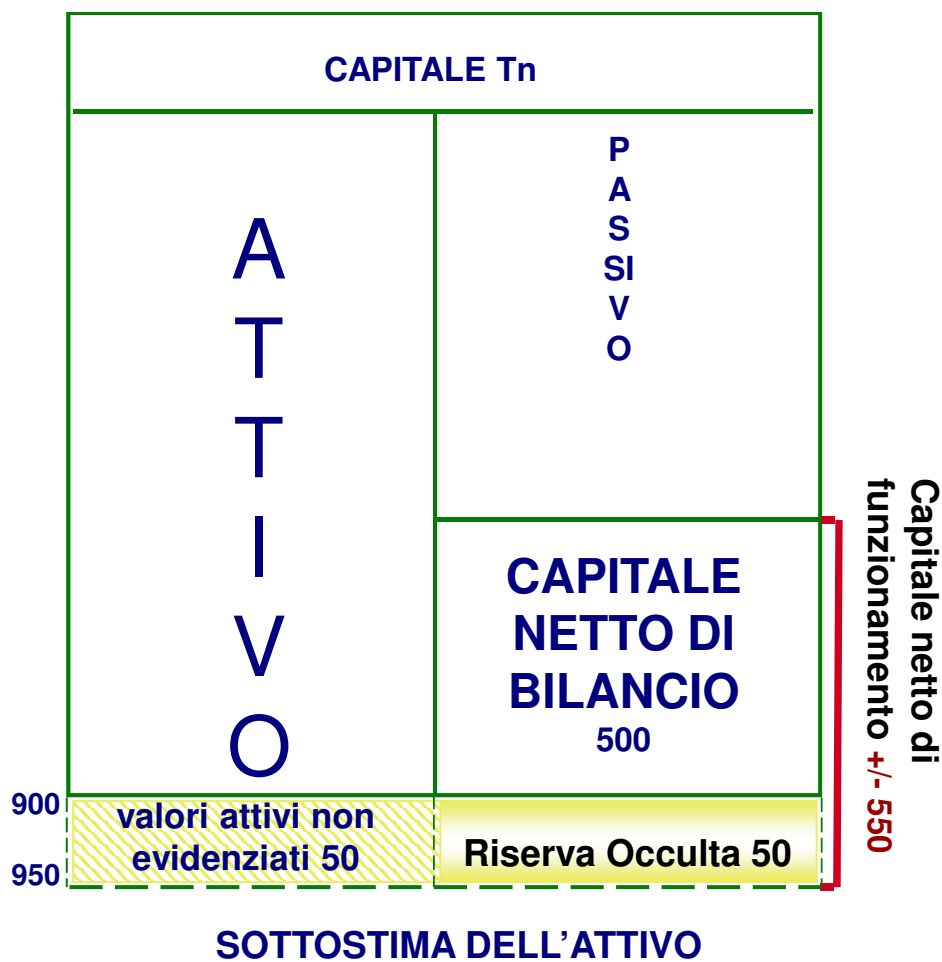 CAPITALE Tn
A
T
T
I
V
O
P
A
S
SI
V
O
CAPITALE
NETTO DI
BILANCIO
500
Capitale netto di
funzionamento +/- 550
900
valori attivi non
evidenziati 50
950
Riserva Occulta 50
SOTTOSTIMA DELL’ATTIVO